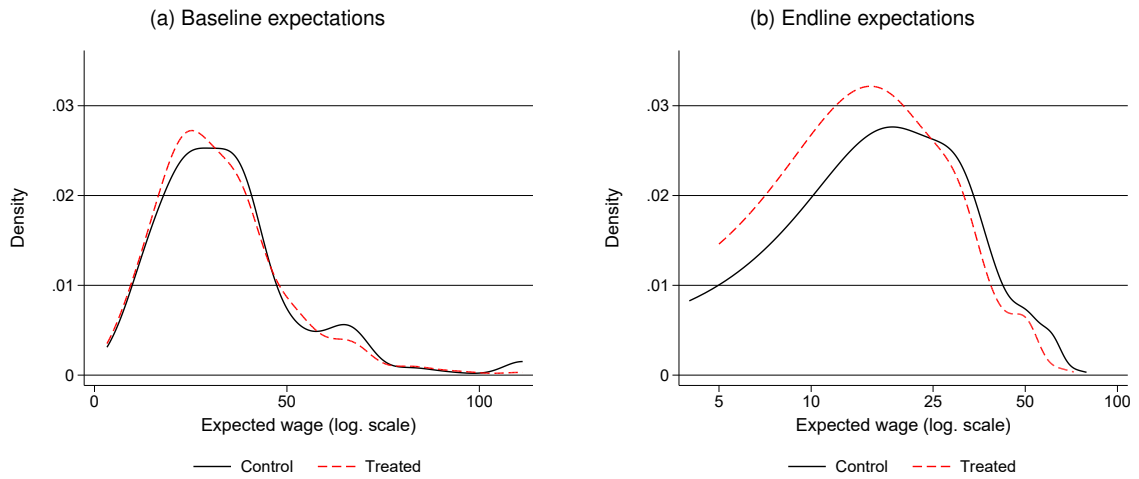 (a) Baseline expectations
.03
.02
.01
0
Density
0 50 100
Expected wage (log. scale)
Control Treated
(b) Endline expectations
.03
.02
.01
0
Density
5 10 25 50 100
Expected wage (log. scale)
Control Treated